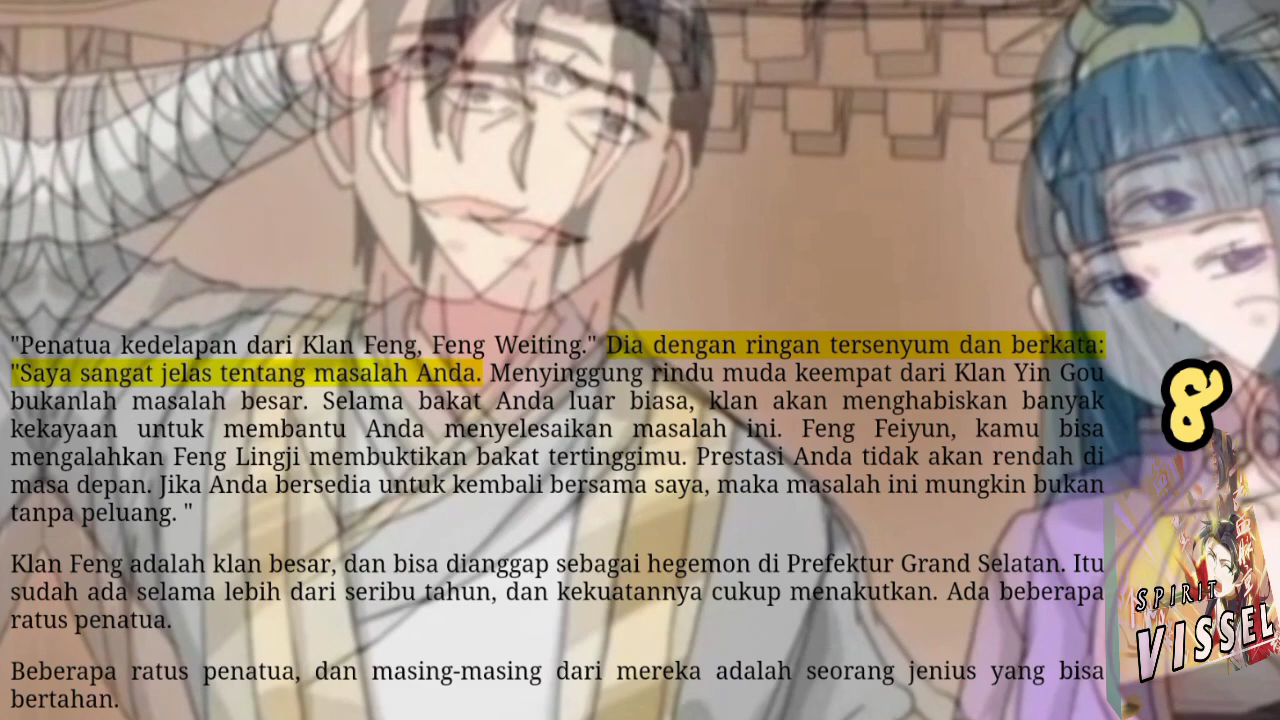 "Penatua kedelapan dari Klan Feng, Feng Weiting." Dia dengan ringan tersenyum dan berkata:
"Saya sangat jelas tentang masalah Anda. Menyinggung rindu muda keempat dari Klan Yin Gou
bukanlah masalah besar. Selama bakat Anda luar biasa, klan akan menghabiskan banyak
kekayaan untuk membantu Anda menyelesaikan masalah ini. Feng Feiyun, kamu bisa
mengalahkan Feng Lingji membuktikan bakat tertinggimu. Prestasi Anda tidak akan rendah di
masa depan. Jika Anda bersedia untuk kembali bersama saya, maka masalah ini mungkin bukan
tanpa peluang. "
Klan Feng adalah klan besar, dan bisa dianggap sebagai hegemon di Prefektur Grand Selatan. Itu
sudah ada selama lebih dari seribu tahun, dan kekuatannya cukup menakutkan. Ada beberapa
ratus penatua.
Beberapa ratus penatua, dan masing-masing dari mereka adalah seorang jenius yang bisa
bertahan.
8
SPIRIT
VISSEL